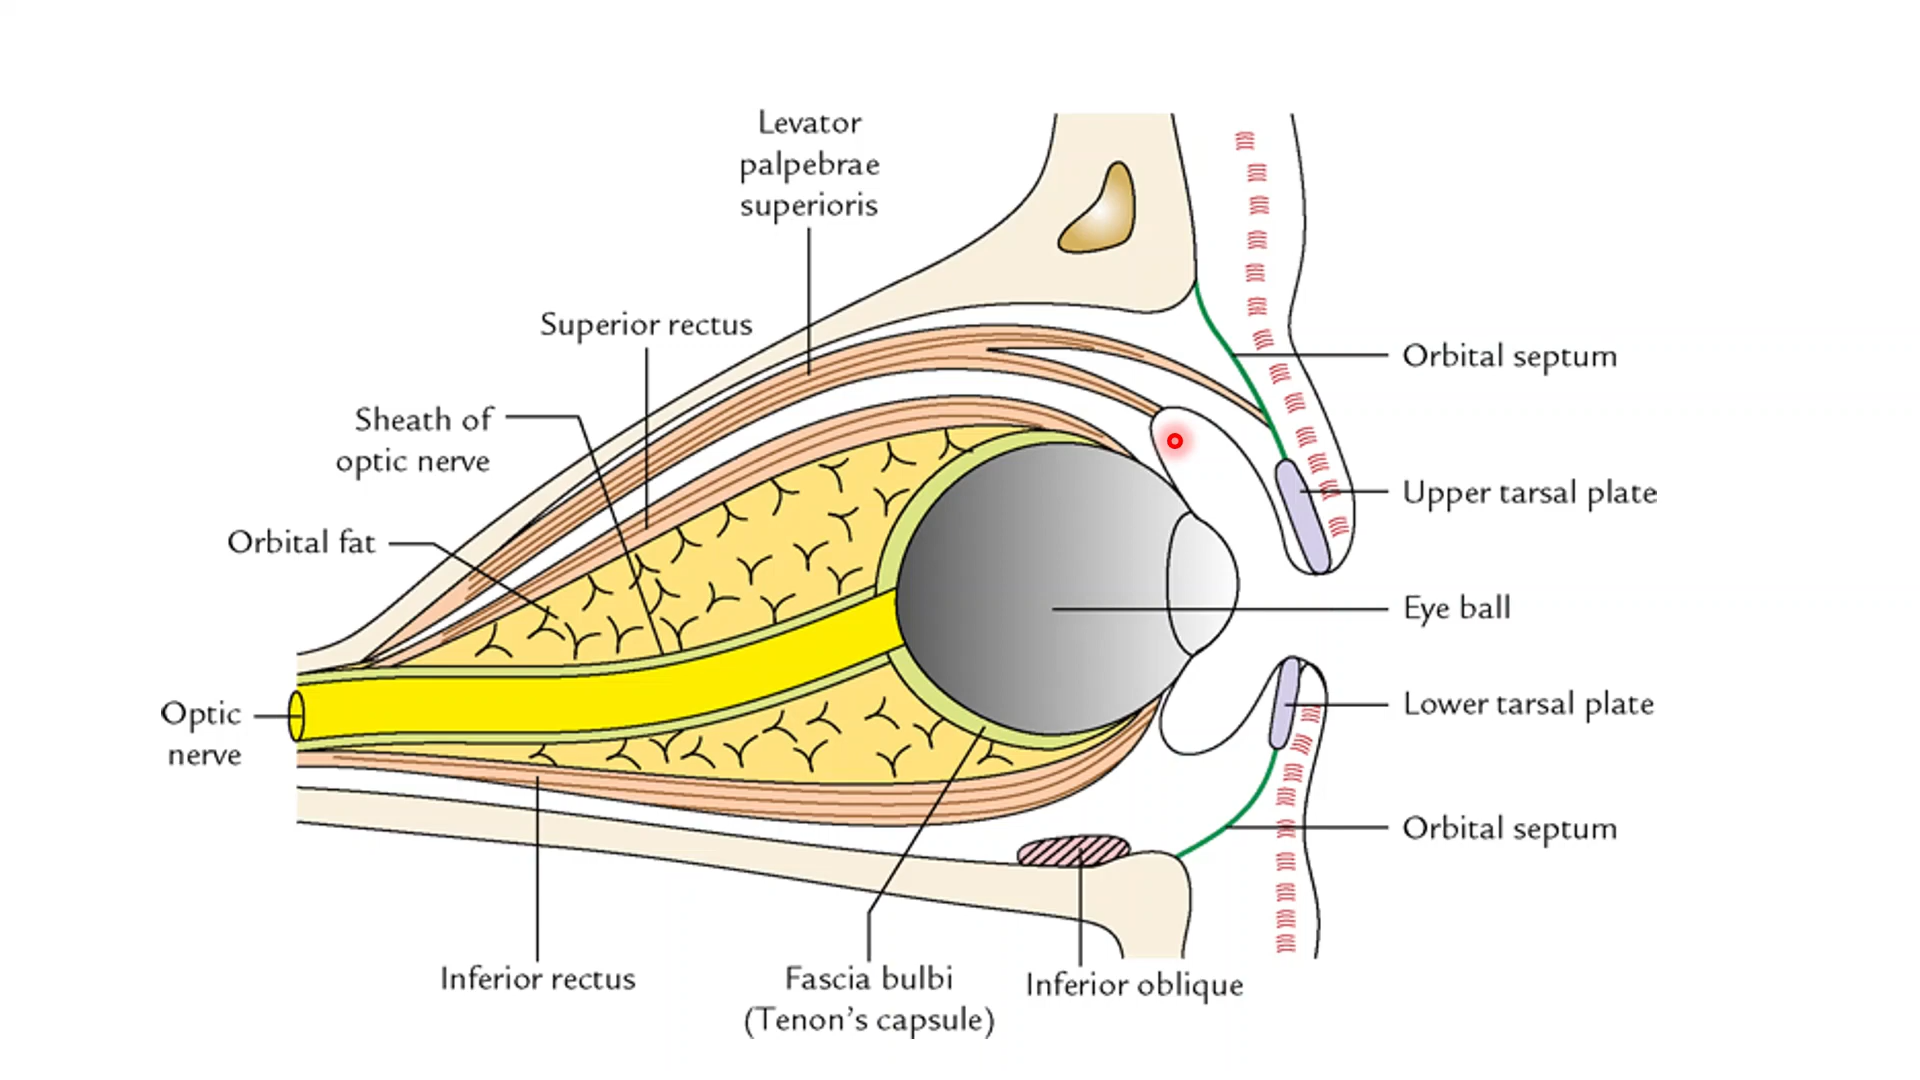 Levator
palpebrae
superioris
Superior rectus
Sheath of
optic nerve
Orbital fat
Optic
nerve
Orbital septum
Upper tarsal plate
Eye ball
Lower tarsal plate
Orbital septum
Inferior rectus
Fascia bulbi
(Tenon's capsule)
Inferior oblique